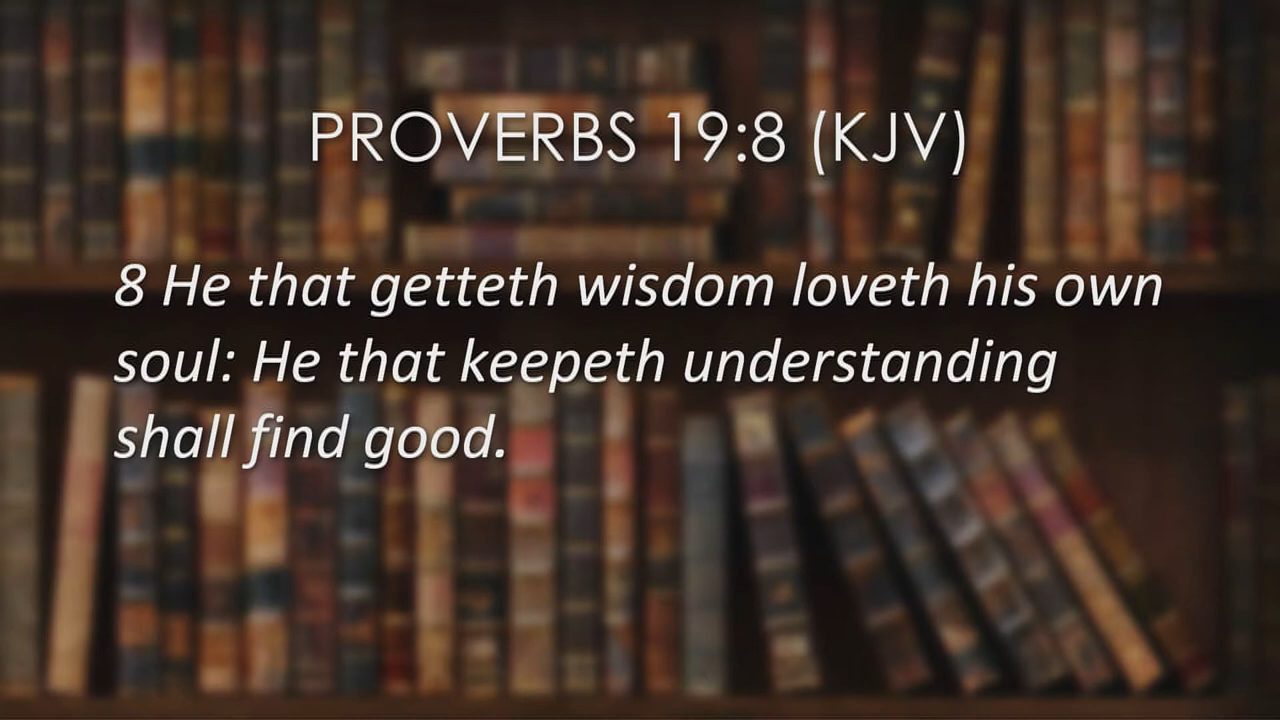 PROVERBS 19:8 (KJV)
8 He that getteth wisdom loveth his own
soul: He that keepeth understanding
shall find good.